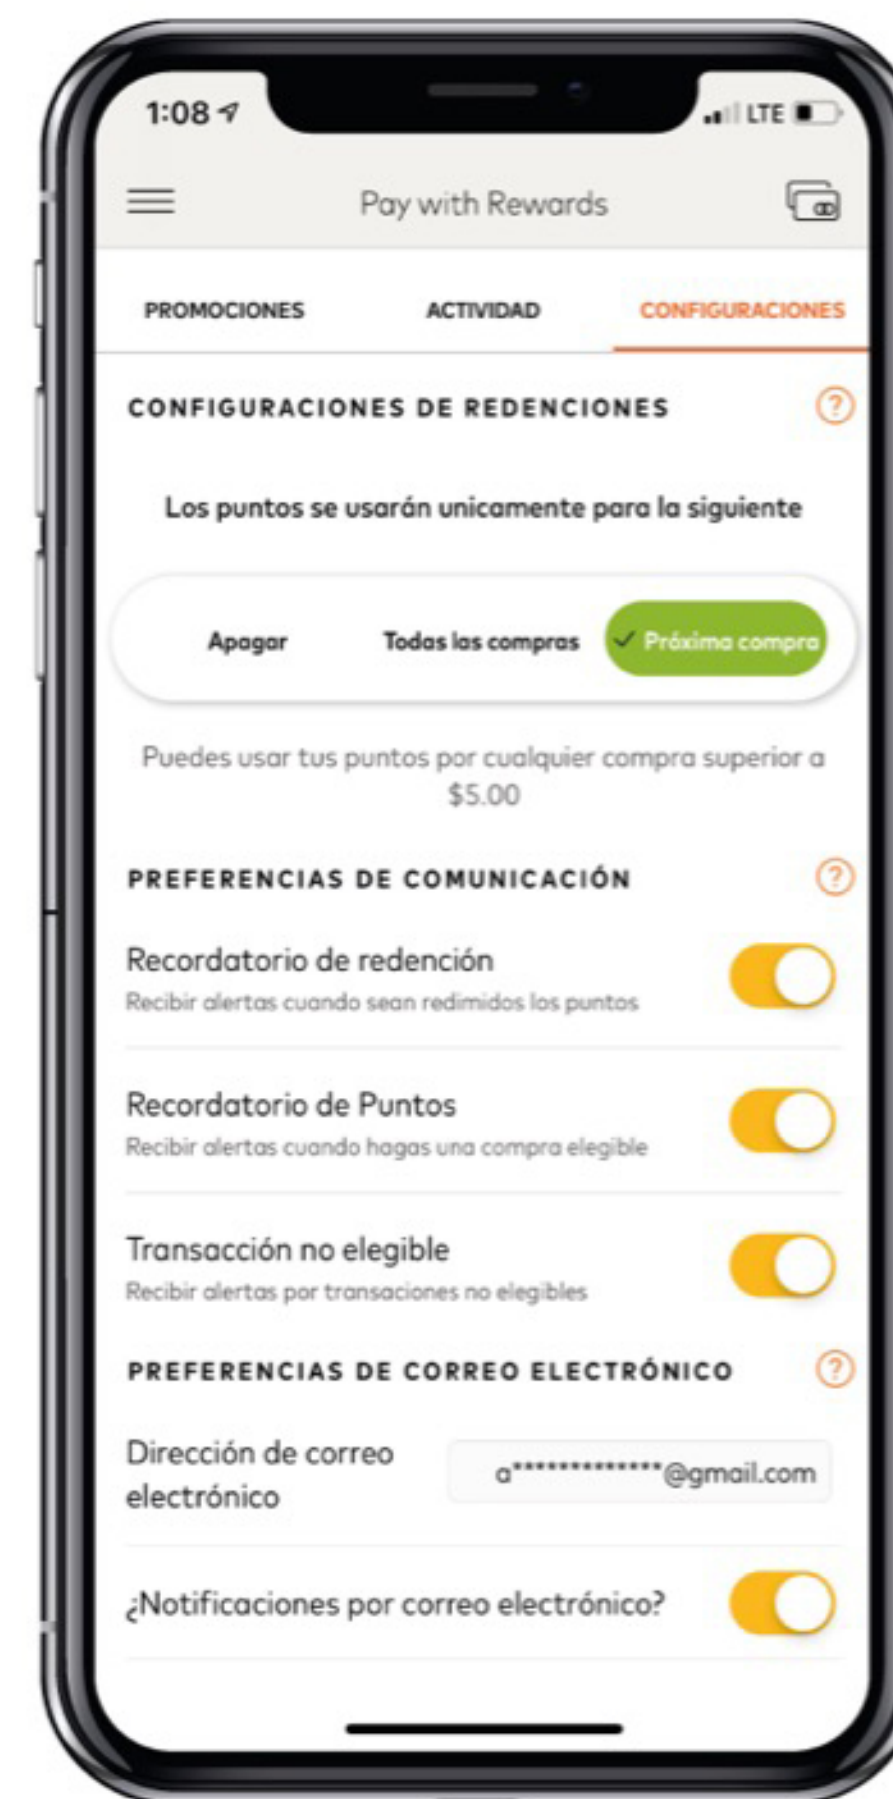 1:08
LTE
Pay with Rewards
PROMOCIONES ACTIVIDAD CONFIGURACIONES
CONFIGURACIONES DE REDENCIONES ?
Los puntos se usarán unicamente para la siguiente
Apagar Todas las compras ✓ Próxima compra
Puedes usar tus puntos por cualquier compra superior a
$5.00
PREFERENCIAS DE COMUNICACIÓN ?
Recordatorio de redención
Recibir alertas cuando sean redimidos los puntos
Recordatorio de Puntos
Recibir alertas cuando hagas una compra elegible
Transacción no elegible
Recibir alertas por transaciones no elegibles
PREFERENCIAS DE CORREO ELECTRÓNICO ?
Dirección de correo
electrónico
a*************@gmail.com
¿Notificaciones por correo electrónico?